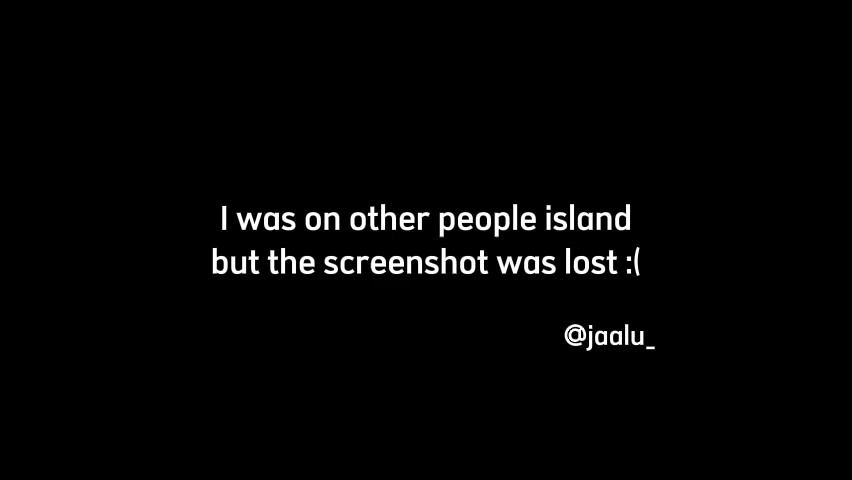 I was on other people island
but the screenshot was lost :(
@jaalu_